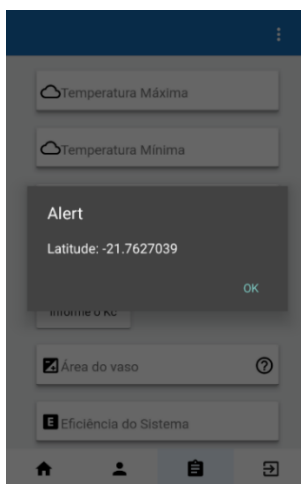 Temperatura Máxima
Temperatura Mínima
Alert
Latitude: -21.7627039
OK
Informe o Kc
Área do vaso
E Eficiência do Sistema